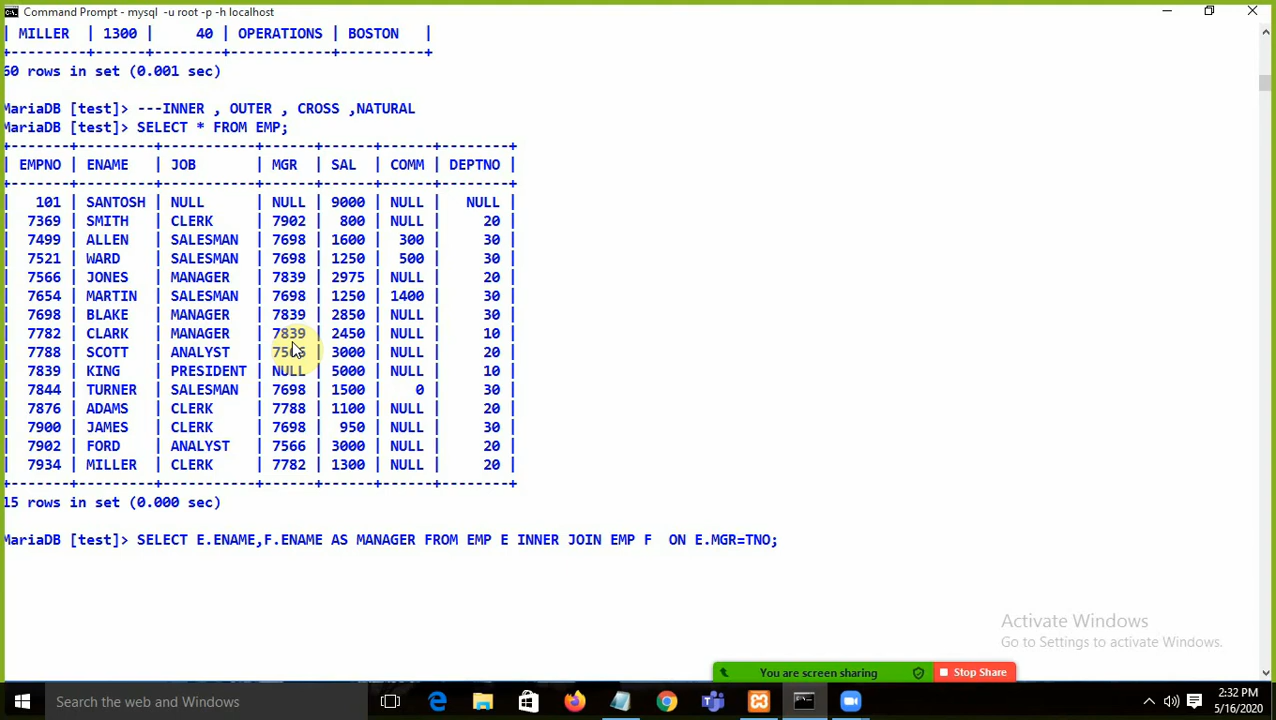 Command Prompt - mysql -u root -p -h localhost
| MILLER | 1300 | 40 | OPERATIONS | BOSTON |
+---------+------+--------+------------+----------+
60 rows in set (0.001 sec)
MariaDB [test]> ---INNER , OUTER , CROSS ,NATURAL
MariaDB [test]> SELECT * FROM EMP;
+-------+---------+-----------+------+------+------+--------+
| EMPNO | ENAME | JOB | MGR | SAL | COMM | DEPTNO |
+-------+---------+-----------+------+------+------+--------+
| 101 | SANTOSH | NULL | NULL | 9000 | NULL | NULL |
| 7369 | SMITH | CLERK | 7902 | 800 | NULL | 20 |
| 7499 | ALLEN | SALESMAN | 7698 | 1600 | 300 | 30 |
| 7521 | WARD | SALESMAN | 7698 | 1250 | 500 | 30 |
| 7566 | JONES | MANAGER | 7839 | 2975 | NULL | 20 |
| 7654 | MARTIN | SALESMAN | 7698 | 1250 | 1400 | 30 |
| 7698 | BLAKE | MANAGER | 7839 | 2850 | NULL | 30 |
| 7782 | CLARK | MANAGER | 7839 | 2450 | NULL | 10 |
| 7788 | SCOTT | ANALYST | 7566 | 3000 | NULL | 20 |
| 7839 | KING | PRESIDENT | NULL | 5000 | NULL | 10 |
| 7844 | TURNER | SALESMAN | 7698 | 1500 | 0 | 30 |
| 7876 | ADAMS | CLERK | 7788 | 1100 | NULL | 20 |
| 7900 | JAMES | CLERK | 7698 | 950 | NULL | 30 |
| 7902 | FORD | ANALYST | 7566 | 3000 | NULL | 20 |
| 7934 | MILLER | CLERK | 7782 | 1300 | NULL | 20 |
+-------+---------+-----------+------+------+------+--------+
15 rows in set (0.000 sec)
MariaDB [test]> SELECT E.ENAME,F.ENAME AS MANAGER FROM EMP E INNER JOIN EMP F ON E.MGR=TNO;
Activate Windows
Go to Settings to activate Windows.
You are screen sharing
Stop Share
Search the web and Windows
2:32 PM
5/16/2020